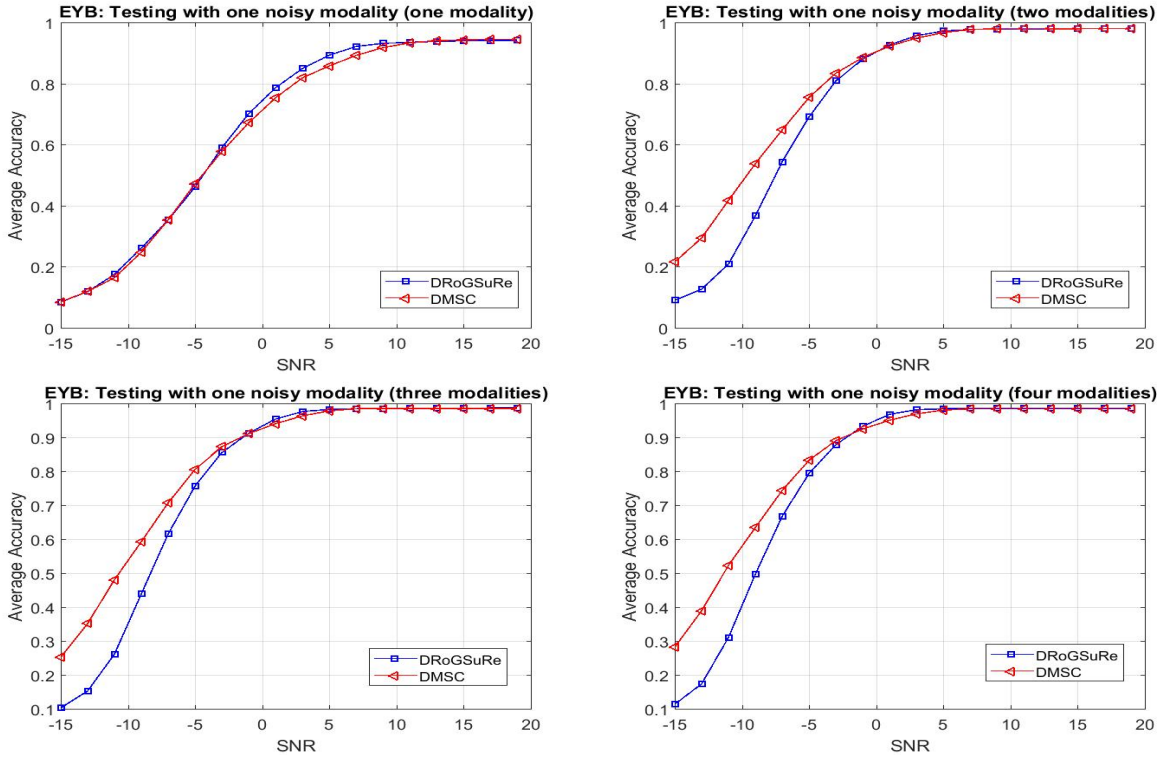 EYB: Testing with one noisy modality (one modality)
1
0.8
0.6
0.4
0.2
0
Average Accuracy
DRoGSuRe
DMSC
-15 -10 -5 0 5 10 15 20
SNR
EYB: Testing with one noisy modality (two modalities)
1
0.8
0.6
0.4
0.2
0
Average Accuracy
DRoGSuRe
DMSC
-15 -10 -5 0 5 10 15 20
SNR
EYB: Testing with one noisy modality (three modalities)
1
0.9
0.8
0.7
0.6
0.5
0.4
0.3
0.2
0.1
Average Accuracy
DRoGSuRe
DMSC
-15 -10 -5 0 5 10 15 20
SNR
EYB: Testing with one noisy modality (four modalities)
1
0.9
0.8
0.7
0.6
0.5
0.4
0.3
0.2
0.1
Average Accuracy
DRoGSuRe
DMSC
-15 -10 -5 0 5 10 15 20
SNR